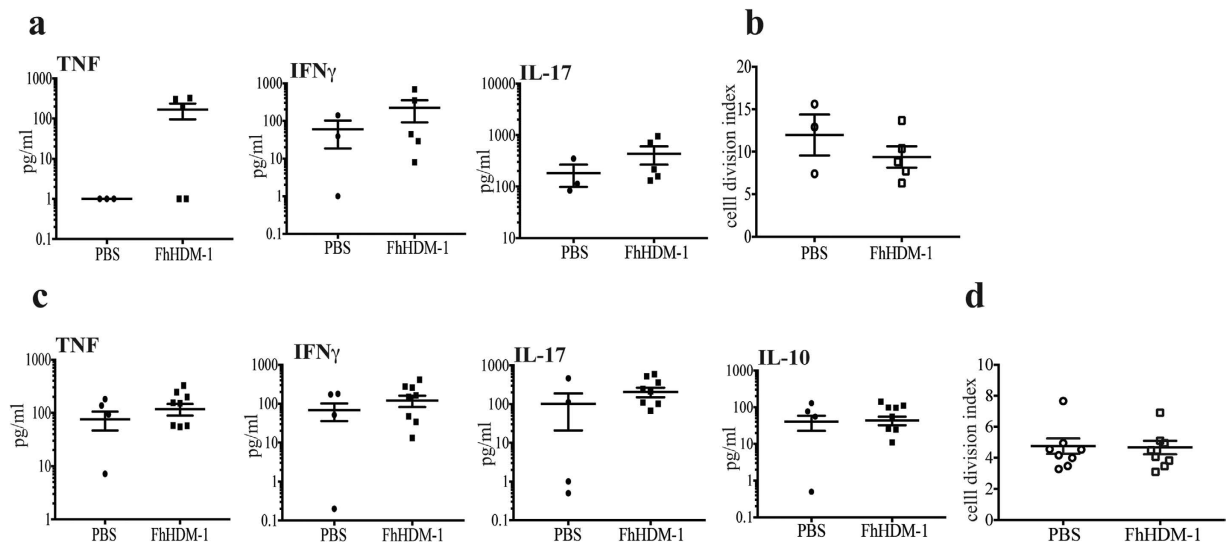 a
b
TNF
IFNγ
IL-17
pg/ml
1000
100
10
1
0.1
PBS
FhHDM-1
pg/ml
1000
100
10
1
0.1
PBS
FhHDM-1
pg/ml
10000
1000
100
10
PBS
FhHDM-1
celll division index
20
15
10
5
0
PBS
FhHDM-1
c
d
TNF
IFNγ
IL-17
IL-10
pg/ml
1000
100
10
1
PBS
FhHDM-1
pg/ml
1000
100
10
1
0.1
PBS
FhHDM-1
pg/ml
1000
100
10
1
0.1
PBS
FhHDM-1
pg/ml
1000
100
10
1
0.1
PBS
FhHDM-1
celll division index
10
8
6
4
2
0
PBS
FhHDM-1